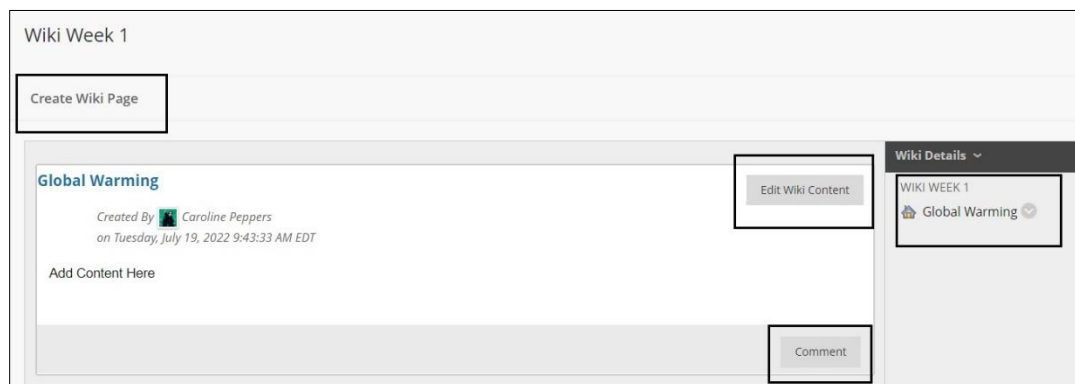 Wiki Week 1
Create Wiki Page
Global Warming
Edit Wiki Content
Created By Caroline Peppers
on Tuesday, July 19, 2022 9:43:33 AM EDT
Add Content Here
Comment
Wiki Details
WIKI WEEK 1
Global Warming